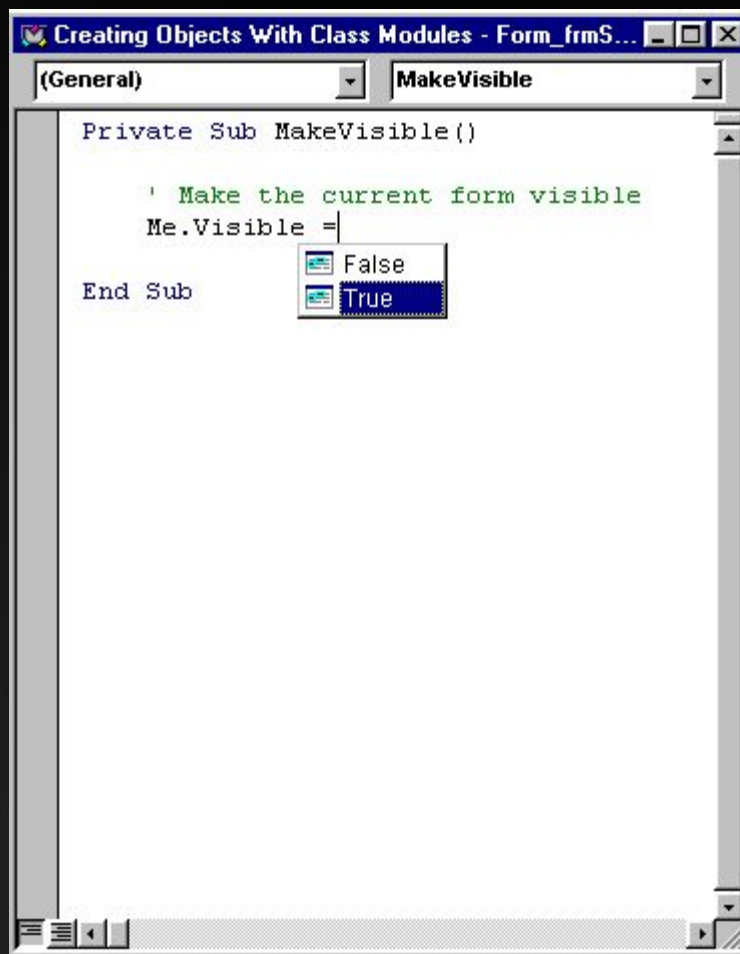 Creating Objects With Class Modules - Form_frmS...
(General) MakeVisible
Private Sub MakeVisible()
' Make the current form visible
Me.Visible =
False
True
End Sub